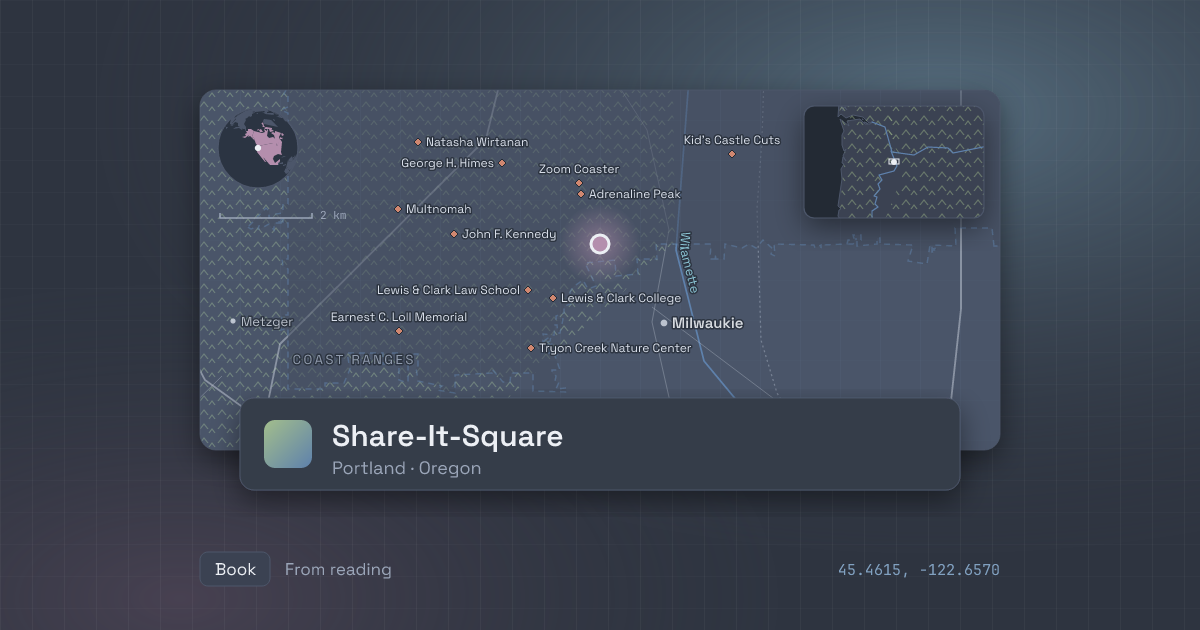 Natasha Wirtanan
George H. Himes
Kid's Castle Cuts
Zoom Coaster
Adrenaline Peak
2 km
Multnomah
John F. Kennedy
Willamette
Lewis & Clark Law School
Lewis & Clark College
Metzger
Earnest C. Loll Memorial
Milwaukie
Tryon Creek Nature Center
COAST RANGES
Share-It-Square
Portland · Oregon
Book
From reading
45.4615, -122.6570